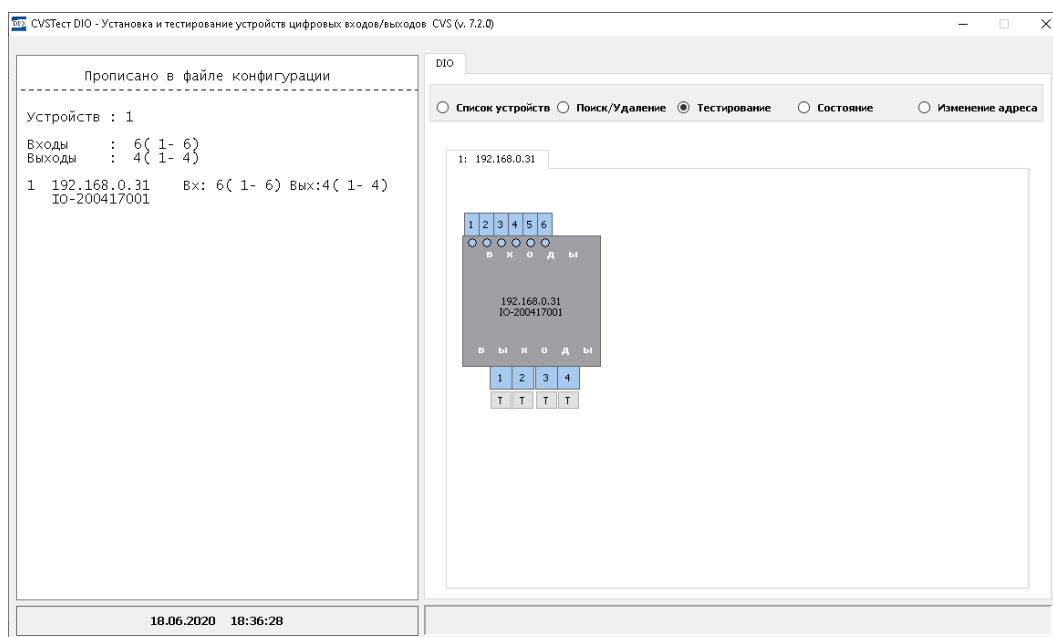 DIO CVSТест DIO - Установка и тестирование устройств цифровых входов/выходов CVS (v. 7.2.0)
Прописано в файле конфигурации
Устройств : 1
Входы : 6( 1- 6)
Выходы : 4( 1- 4)
1 192.168.0.31 Вх: 6( 1- 6) Вых:4( 1- 4)
IO-200417001
18.06.2020 18:36:28
DIO
Список устройств Поиск/Удаление Тестирование Состояние Изменение адреса
1: 192.168.0.31
1 2 3 4 5 6
в х о д ы
192.168.0.31
IO-200417001
в ы х о д ы
1 2 3 4
Т Т Т Т